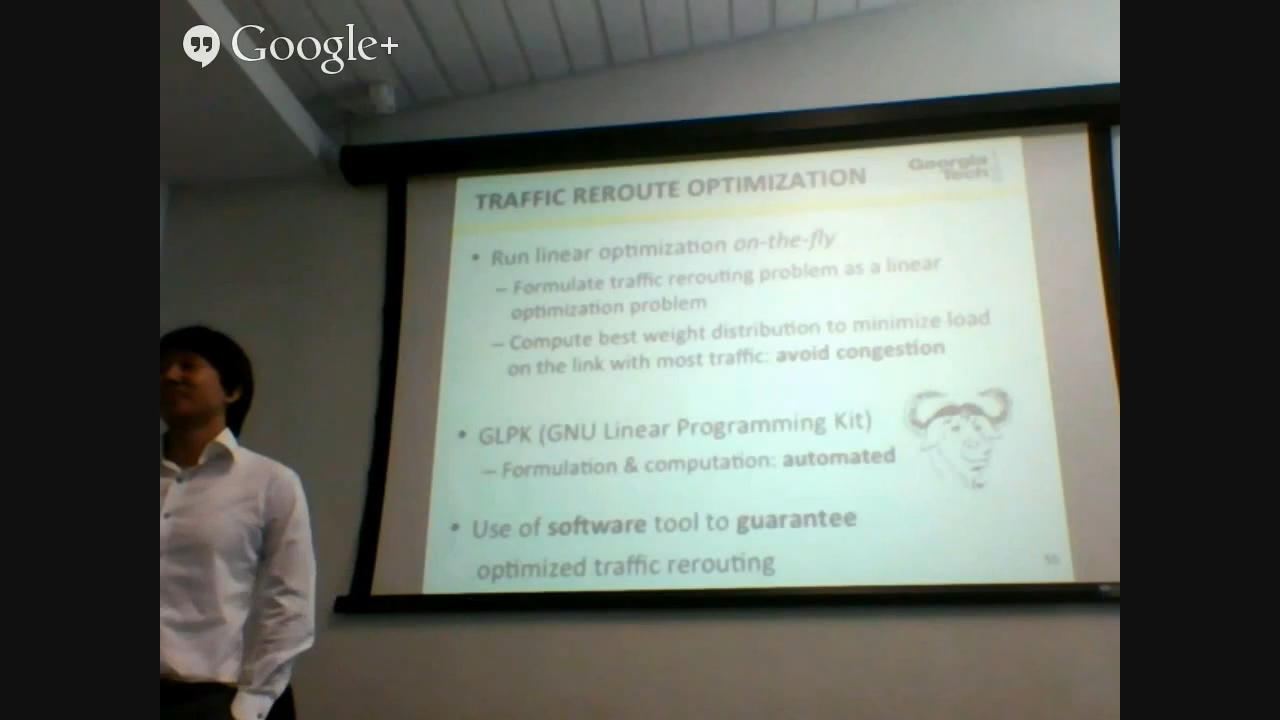 Google+
TRAFFIC REROUTE OPTIMIZATION
Georgia
Tech
• Run linear optimization on-the-fly
– Formulate traffic rerouting problem as a linear
optimization problem
– Compute best weight distribution to minimize load
on the link with most traffic: avoid congestion
• GLPK (GNU Linear Programming Kit)
– Formulation & computation: automated
• Use of software tool to guarantee
optimized traffic rerouting